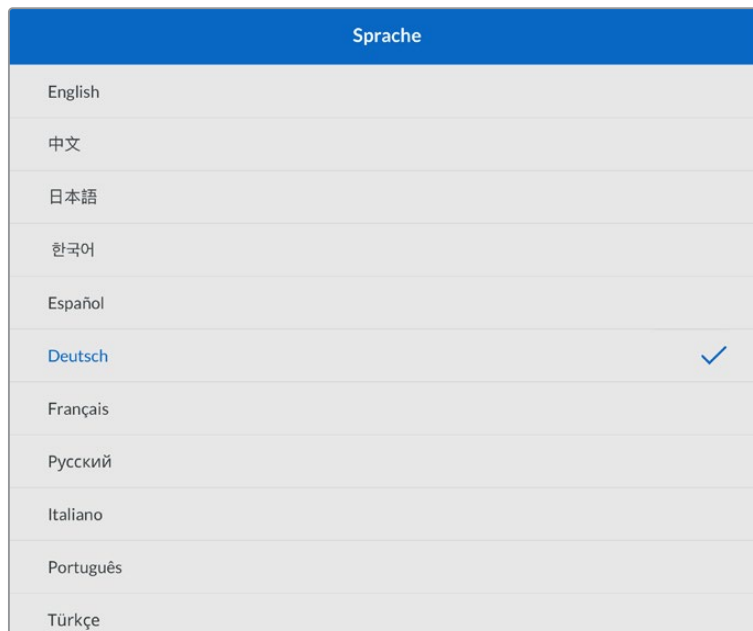 Sprache
English
中文
日本語
한국어
Español
Deutsch
Français
Русский
Italiano
Português
Türkçe